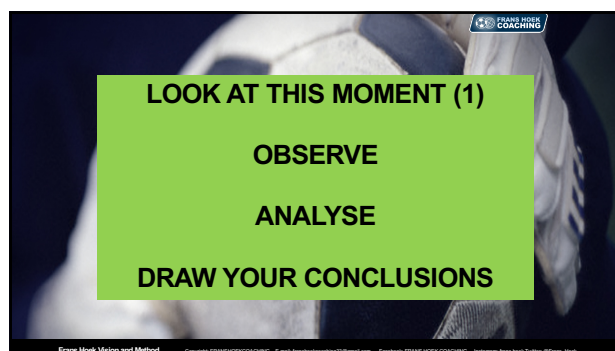 FRANS HOEK
COACHING
LOOK AT THIS MOMENT (1)
OBSERVE
ANALYSE
DRAW YOUR CONCLUSIONS
Frans Hoek Vision and Method